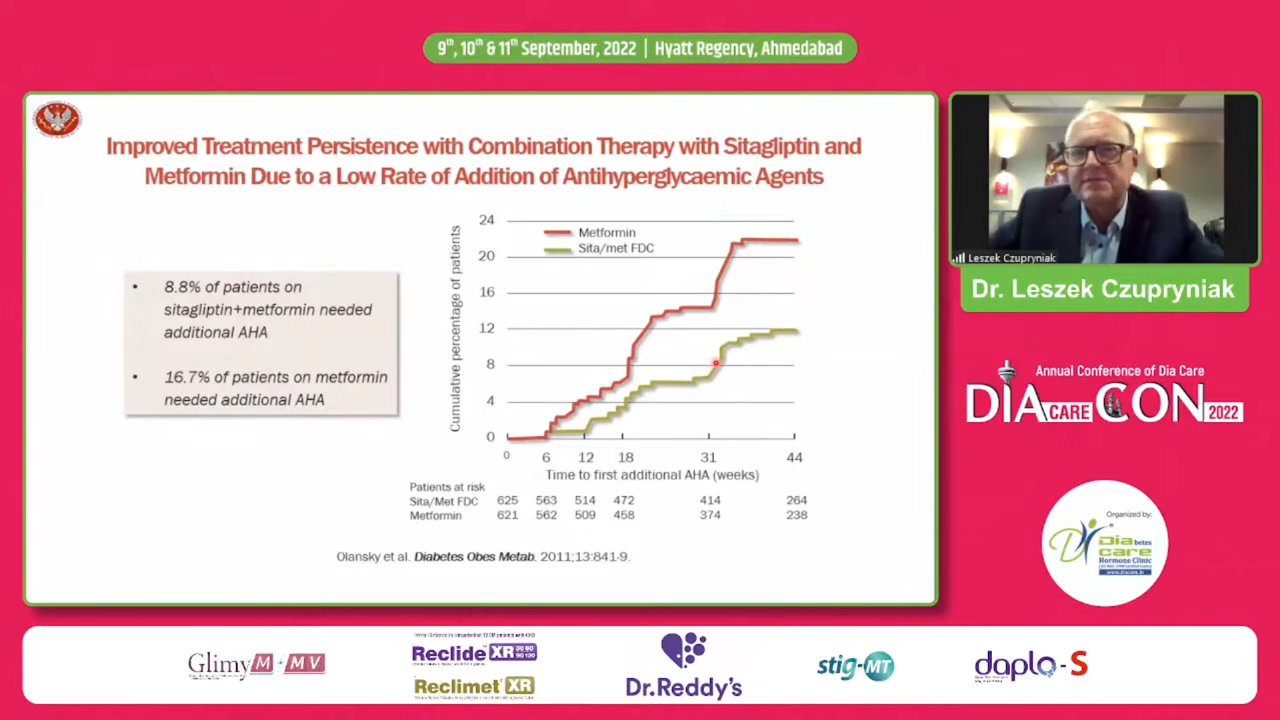 9th, 10th & 11th September, 2022 | Hyatt Regency, Ahmedabad
Improved Treatment Persistence with Combination Therapy with Sitagliptin and
Metformin Due to a Low Rate of Addition of Antihyperglycaemic Agents
• 8.8% of patients on
sitagliptin+metformin needed
additional AHA
• 16.7% of patients on metformin
needed additional AHA
Cumulative percentage of patients
24
20
16
12
8
4
0
Metformin
Sita/met FDC
0 6 12 18 31 44
Time to first additional AHA (weeks)
Patients at risk
Sita/Met FDC 625 563 514 472 414 264
Metformin 621 562 509 458 374 238
Olansky et al. Diabetes Obes Metab. 2011;13:841-9.
Leszek Czupryniak
Dr. Leszek Czupryniak
Annual Conference of Dia Care
DIA CARE CON 2022
Organized by:
Diabetes
care
Hormone Clinic
www.diacare.in
Glimy M - MV
Reclide XR
Reclimet XR
Dr.Reddy's
stig-MT
daplo-S